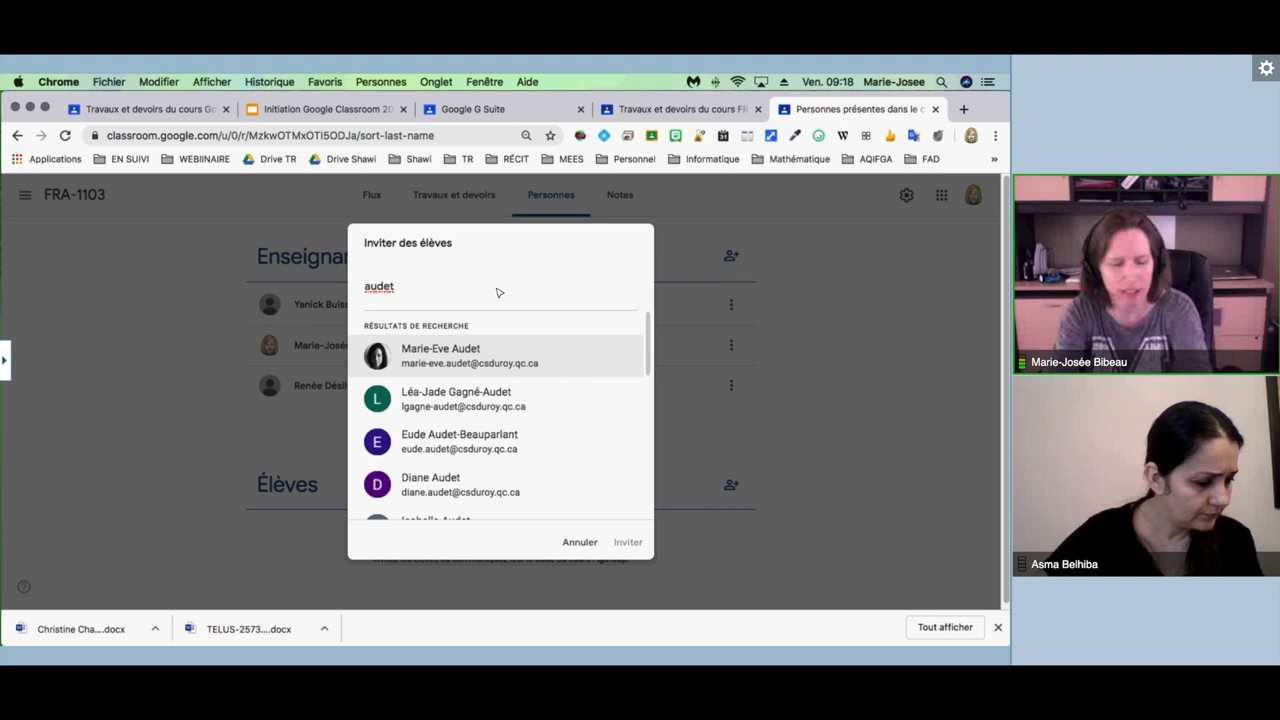 Chrome Fichier Modifier Afficher Historique Favoris Personnes Onglet Fenêtre Aide Ven. 09:18 Marie-Josee
Travaux et devoirs du cours Go Initiation Google Classroom 20 Google G Suite Travaux et devoirs du cours FR Personnes présentes dans le c
classroom.google.com/u/0/r/MzkwOTMxOTI5ODJa/sort-last-name
Applications EN SUIVI WEBIINAIRE Drive TR Drive Shawi Shawi TR RÉCIT MEES Personnel Informatique Mathématique AQIFGA FAD »
FRA-1103 Flux Travaux et devoirs Personnes Notes
Inviter des élèves
Enseignan
audet
Yanick Buis
RÉSULTATS DE RECHERCHE
Marie-José
Marie-Eve Audet
marie-eve.audet@csduroy.qc.ca
Renée Désil
L
Léa-Jade Gagné-Audet
lgagne-audet@csduroy.qc.ca
E
Eude Audet-Beauparlant
eude.audet@csduroy.qc.ca
Élèves
D
Diane Audet
diane.audet@csduroy.qc.ca
Isabelle Audet
Annuler Inviter
Christine Cha....docx TELUS-2573....docx Tout afficher
Marie-Josée Bibeau
Asma Belhiba